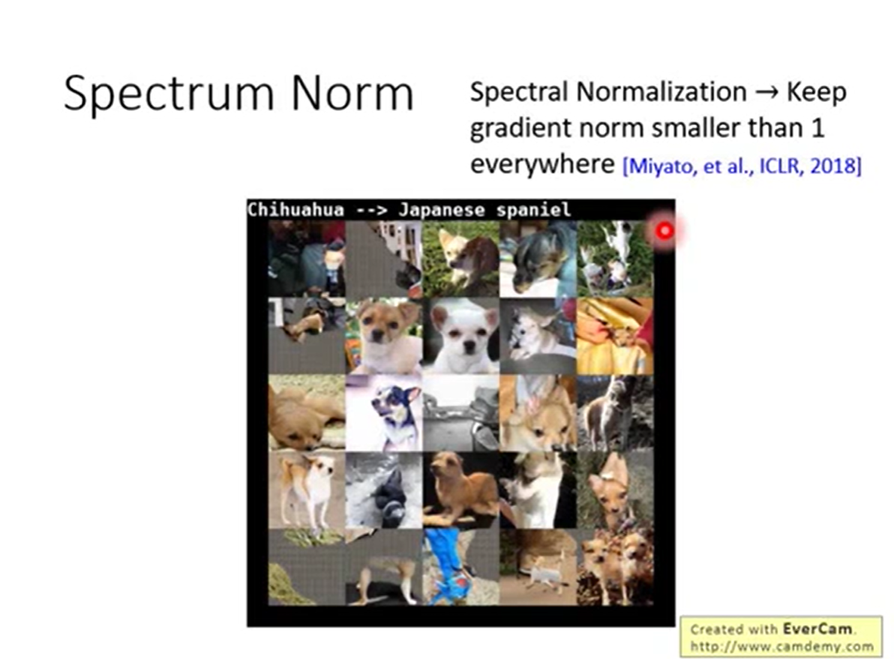 Spectrum Norm
Spectral Normalization → Keep
gradient norm smaller than 1
everywhere [Miyato, et al., ICLR, 2018]
Chihuahua --> Japanese spaniel
Created with EverCam.
http://www.camdemy.com